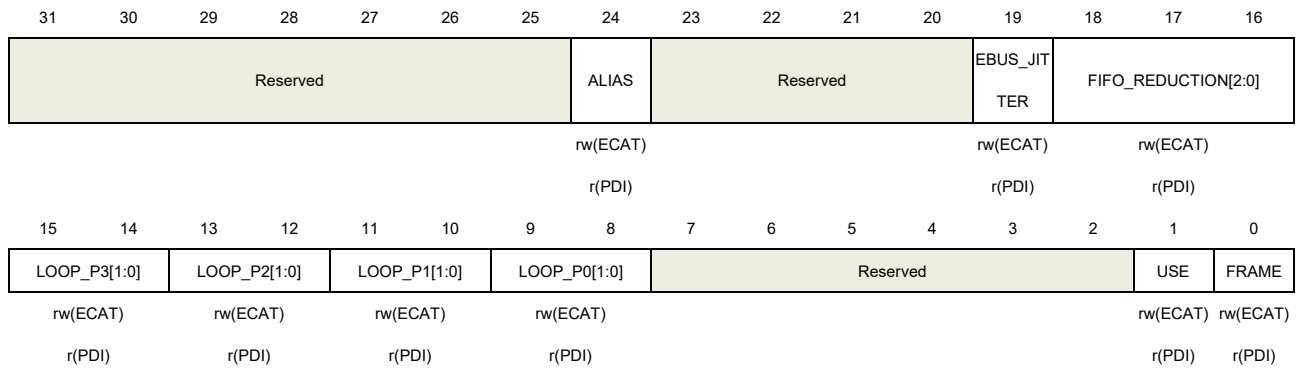 31 30 29 28 27 26 25 24 23 22 21 20 19 18 17 16
Reserved ALIAS Reserved EBUS_JIT TER FIFO_REDUCTION[2:0]
rw(ECAT) rw(ECAT) rw(ECAT)
r(PDI) r(PDI) r(PDI)
15 14 13 12 11 10 9 8 7 6 5 4 3 2 1 0
LOOP_P3[1:0] LOOP_P2[1:0] LOOP_P1[1:0] LOOP_P0[1:0] Reserved USE FRAME
rw(ECAT) rw(ECAT) rw(ECAT) rw(ECAT) rw(ECAT) rw(ECAT)
r(PDI) r(PDI) r(PDI) r(PDI) r(PDI) r(PDI)